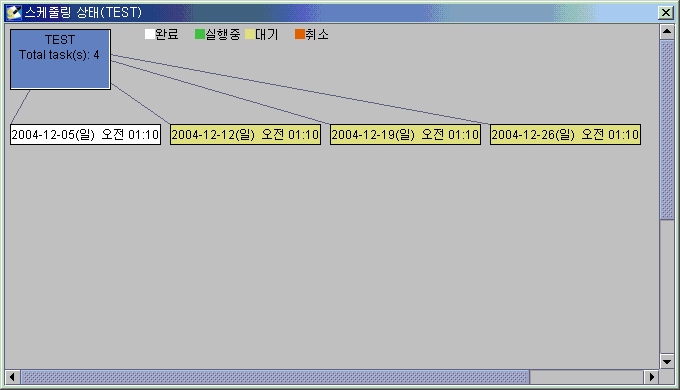 스케줄링 상태(TEST)
TEST
Total task(s): 4
완료 실행중 대기 취소
2004-12-05(일) 오전 01:10 2004-12-12(일) 오전 01:10 2004-12-19(일) 오전 01:10 2004-12-26(일) 오전 01:10